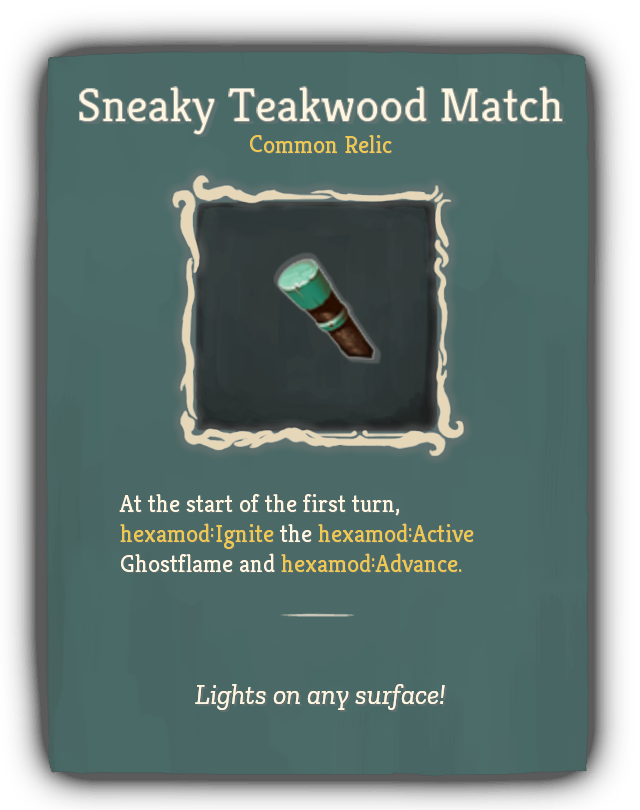 Sneaky Teakwood Match
Common Relic
At the start of the first turn,
hexamod:Ignite the hexamod:Active
Ghostflame and hexamod:Advance.
Lights on any surface!